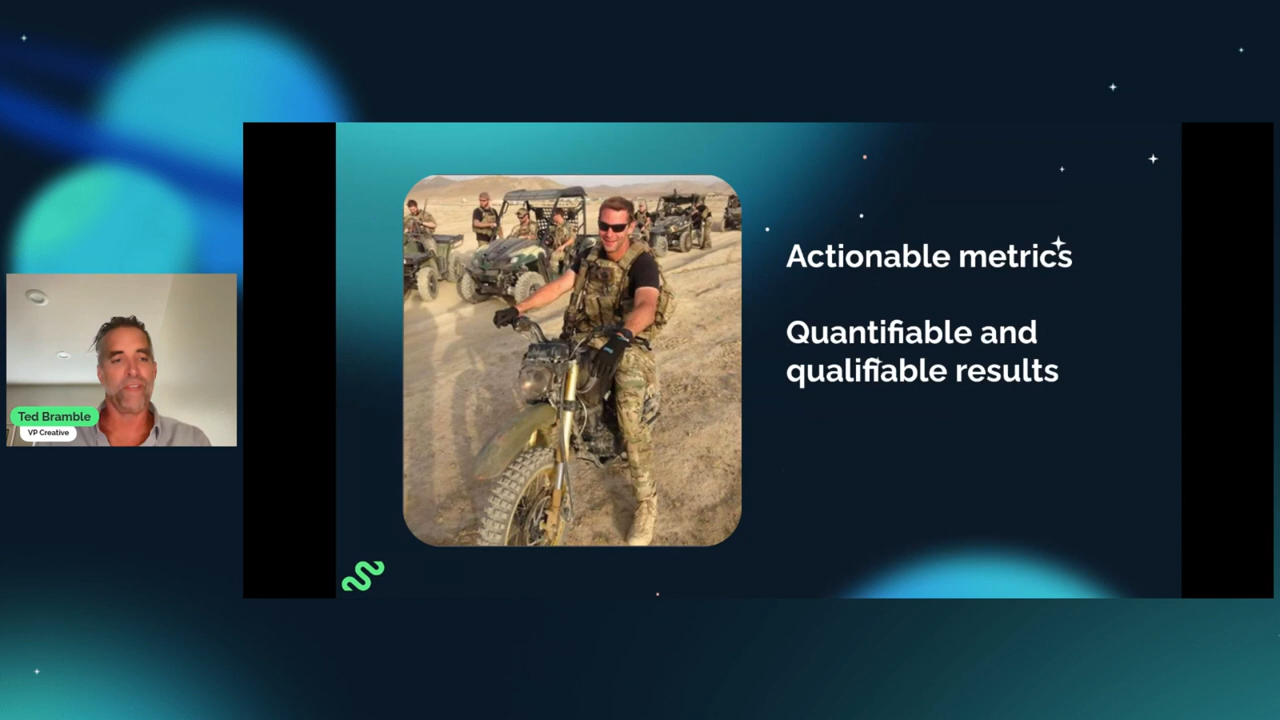 Ted Bramble
VP Creative
Actionable metrics
Quantifiable and
qualifiable results